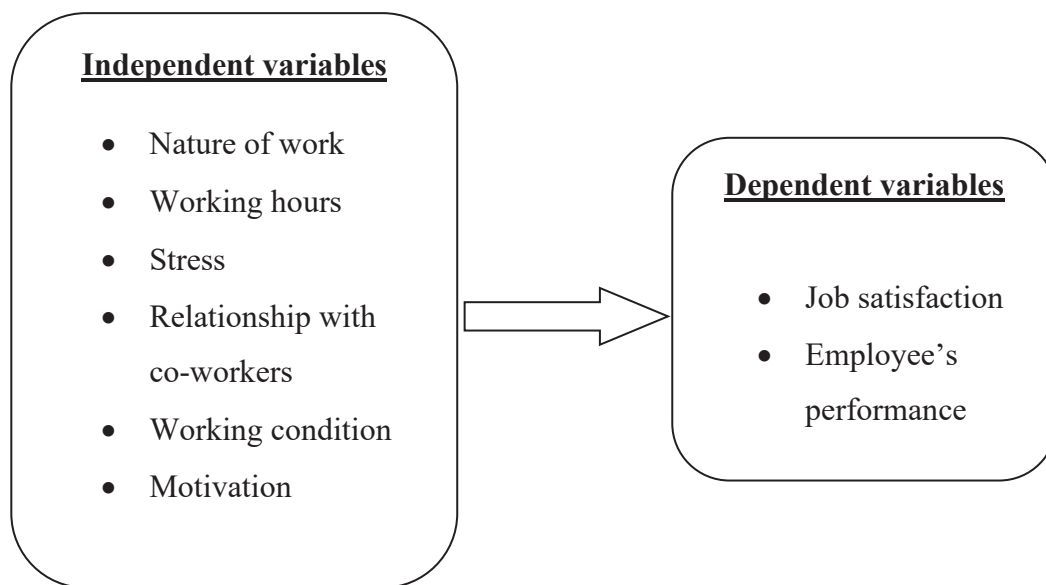 Independent variables
• Nature of work
• Working hours
• Stress
• Relationship with
co-workers
• Working condition
• Motivation
Dependent variables
• Job satisfaction
• Employee’s
performance